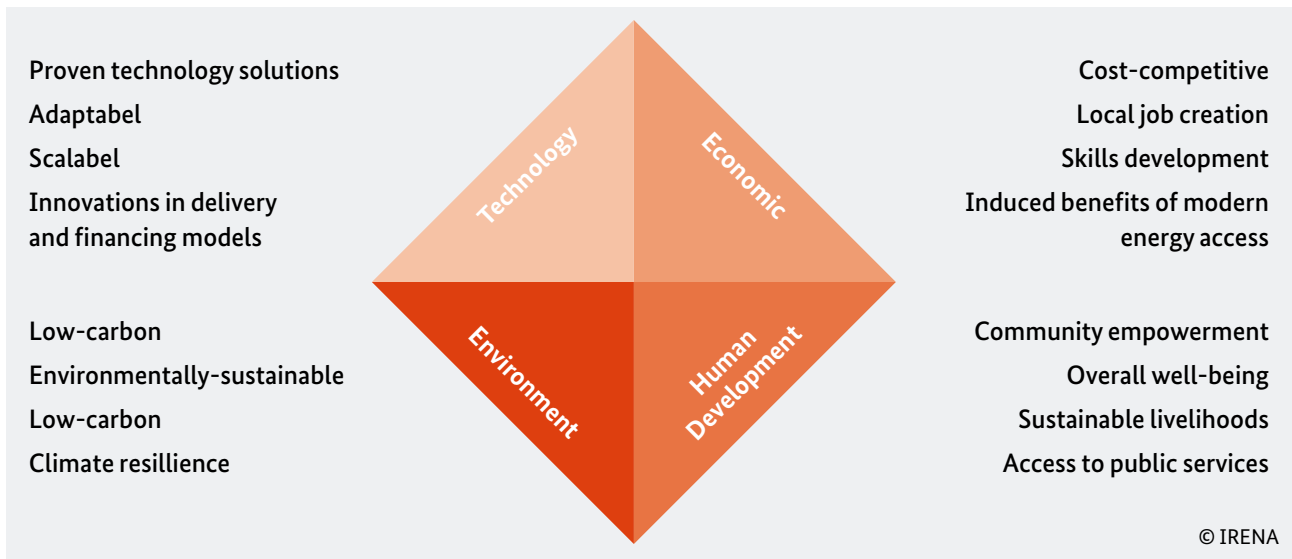 Proven technology solutions
Adaptabel
Scalabel
Innovations in delivery
and financing models
Technology
Economic
Cost-competitive
Local job creation
Skills development
Induced benefits of modern
energy access
Low-carbon
Environmentally-sustainable
Low-carbon
Climate resillience
Environment
Human
Development
Community empowerment
Overall well-being
Sustainable livelihoods
Access to public services
© IRENA